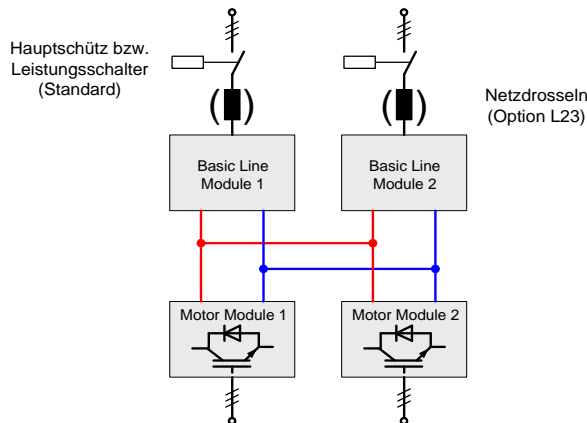 Hauptschütz bzw.
Leistungsschalter
(Standard)
Netzdrosseln
(Option L23)
Basic Line
Module 1
Basic Line
Module 2
Motor Module 1
Motor Module 2